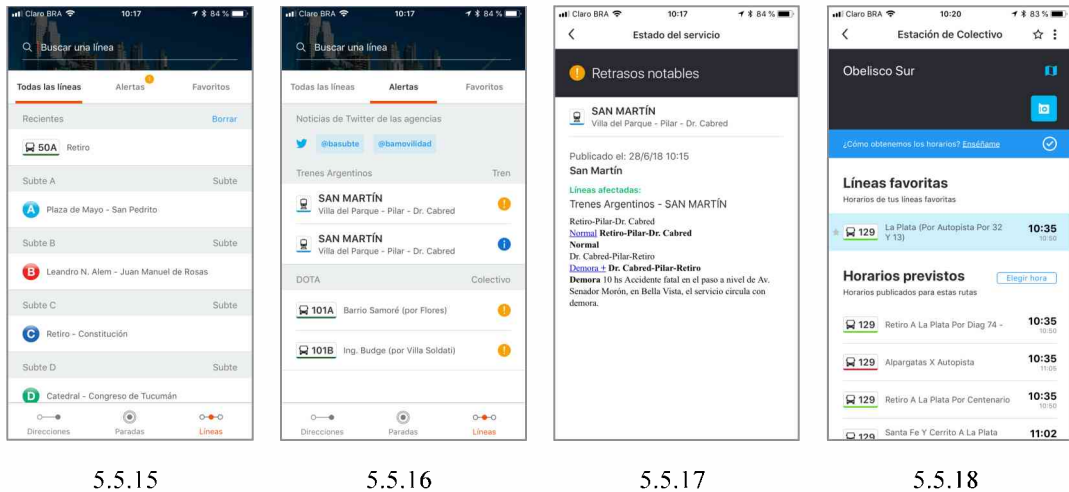 Claro BRA 10:17 84 %
Buscar una línea
Todas las líneas Alertas Favoritos
Recientes Borrar
50A Retiro
Subte A Subte
A Plaza de Mayo - San Pedrito
Subte B Subte
B Leandro N. Alem - Juan Manuel de Rosas
Subte C Subte
C Retiro - Constitución
Subte D Subte
D Catedral - Congreso de Tucumán
Direcciones Paradas Líneas
5.5.15
Claro BRA 10:17 84 %
Buscar una línea
Todas las líneas Alertas Favoritos
Noticias de Twitter de las agencias
@basubte @bamovilidad
Trenes Argentinos Tren
SAN MARTÍN
Villa del Parque - Pilar - Dr. Cabred
SAN MARTÍN
Villa del Parque - Pilar - Dr. Cabred
DOTA Colectivo
101A Barrio Samoré (por Flores)
101B Ing. Budge (por Villa Soldati)
Direcciones Paradas Líneas
5.5.16
Claro BRA 10:17 84 %
Estado del servicio
Retrasos notables
SAN MARTÍN
Villa del Parque - Pilar - Dr. Cabred
Publicado el: 28/6/18 10:15
San Martín
Líneas afectadas:
Trenes Argentinos - SAN MARTÍN
Retiro-Pilar-Dr. Cabred
Normal Retiro-Pilar-Dr. Cabred
Normal
Dr. Cabred-Pilar-Retiro
Demora + Dr. Cabred-Pilar-Retiro
Demora 10 hs Accidente fatal en el paso a nivel de Av.
Senador Morón, en Bella Vista, el servicio circula con
demora.
5.5.17
Claro BRA 10:20 83 %
Estación de Colectivo
Obelisco Sur
¿Cómo obtenemos los horarios? Enséñame
Líneas favoritas
Horarios de tus líneas favoritas
129 La Plata (Por Autopista Por 32 10:35
Y 13) 10:50
Horarios previstos Elegir hora
Horarios publicados para estas rutas
129 Retiro A La Plata Por Diag 74 - 10:35
10:50
129 Alpargatas X Autopista 10:35
11:05
129 Retiro A La Plata Por Centenario 10:35
10:50
129 Santa Fe Y Cerrito A La Plata 11:02
5.5.18